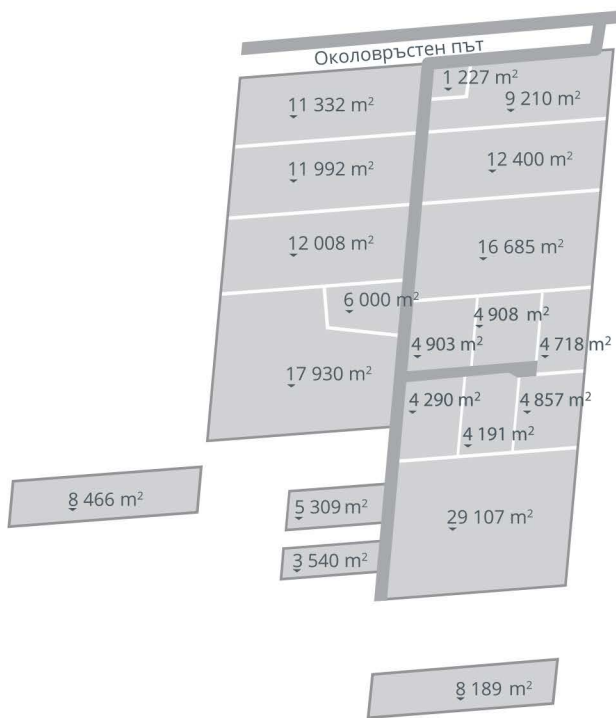 Околовръстен път
1 227 m²
11 332 m²
9 210 m²
12 400 m²
11 992 m²
12 008 m²
16 685 m²
6 000 m²
4 908 m²
4 903 m²
4 718 m²
17 930 m²
4 290 m²
4 857 m²
4 191 m²
8 466 m²
5 309 m²
29 107 m²
3 540 m²
8 189 m²